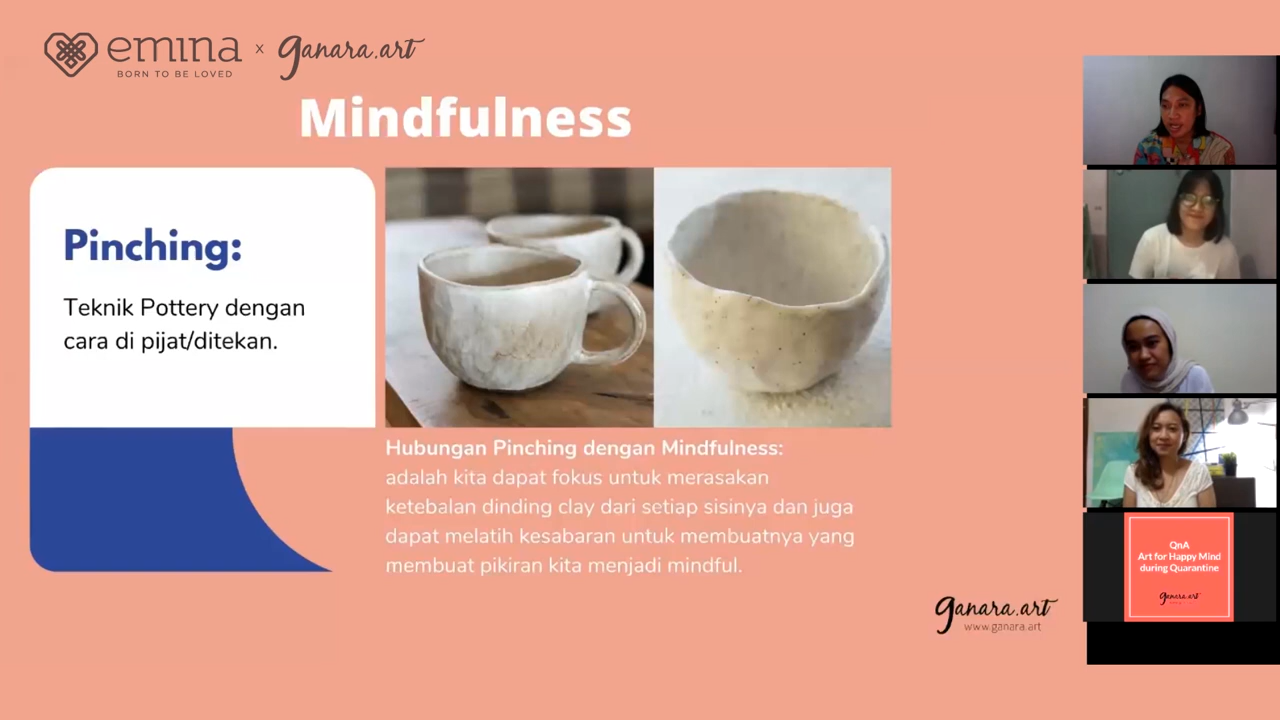 emina x ganara.art
BORN TO BE LOVED
Mindfulness
Pinching:
Teknik Pottery dengan
cara di pijat/ditekan.
Hubungan Pinching dengan Mindfulness:
adalah kita dapat fokus untuk merasakan
ketebalan dinding clay dari setiap sisinya dan juga
dapat melatih kesabaran untuk membuatnya yang
membuat pikiran kita menjadi mindful.
ganara.art
www.ganara.art
QnA
Art for Happy Mind
during Quarantine
ganara.art